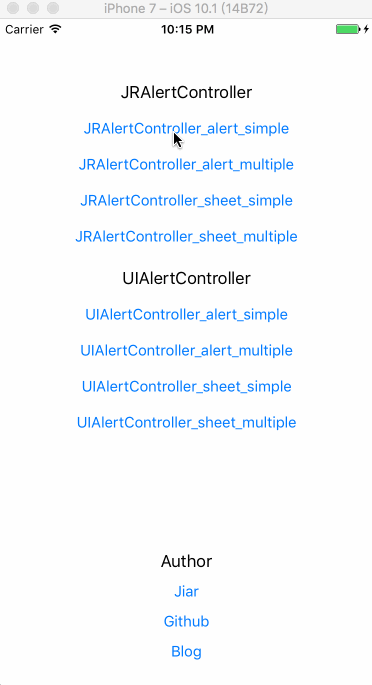 iPhone 7 – iOS 10.1 (14B72)
Carrier 10:15 PM
JRAlertController
JRAlertController_alert_simple
JRAlertController_alert_multiple
JRAlertController_sheet_simple
JRAlertController_sheet_multiple
UIAlertController
UIAlertController_alert_simple
UIAlertController_alert_multiple
UIAlertController_sheet_simple
UIAlertController_sheet_multiple
Author
Jiar
Github
Blog